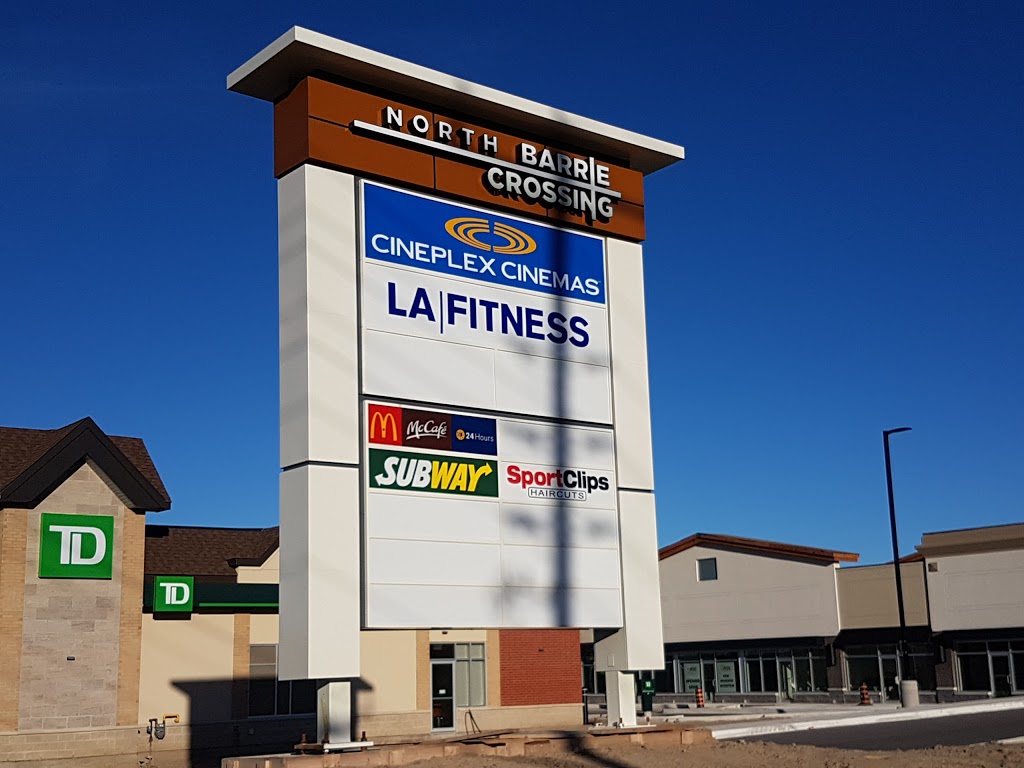 NORTH BARRIE
CROSSING
CINEPLEX CINEMAS
LA|FITNESS
M McCafé 24 Hours
SUBWAY
SportClips
HAIRCUTS
TD
TD